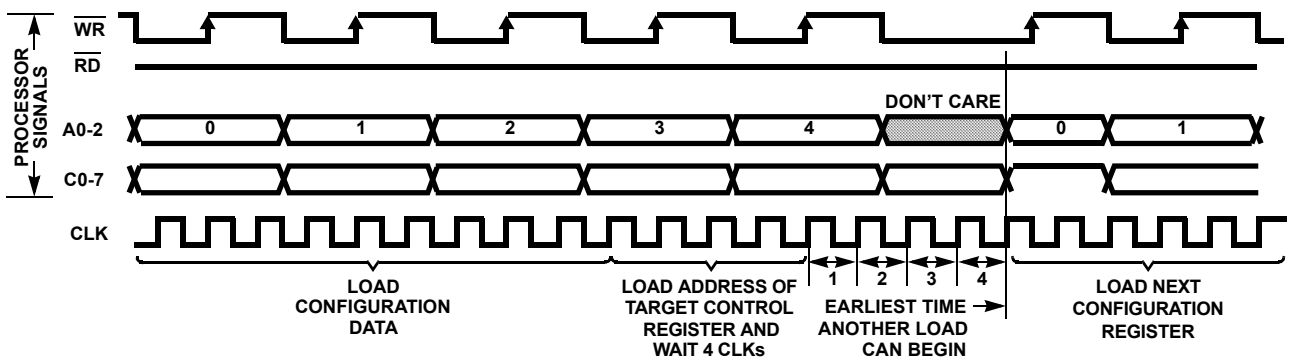 PROCESSOR
SIGNALS
WR
RD
DON'T CARE
A0-2
0
1
2
3
4
0
1
C0-7
CLK
1
2
3
4
LOAD
CONFIGURATION
DATA
LOAD ADDRESS OF
TARGET CONTROL
REGISTER AND
WAIT 4 CLKs
EARLIEST TIME
ANOTHER LOAD
CAN BEGIN
LOAD NEXT
CONFIGURATION
REGISTER